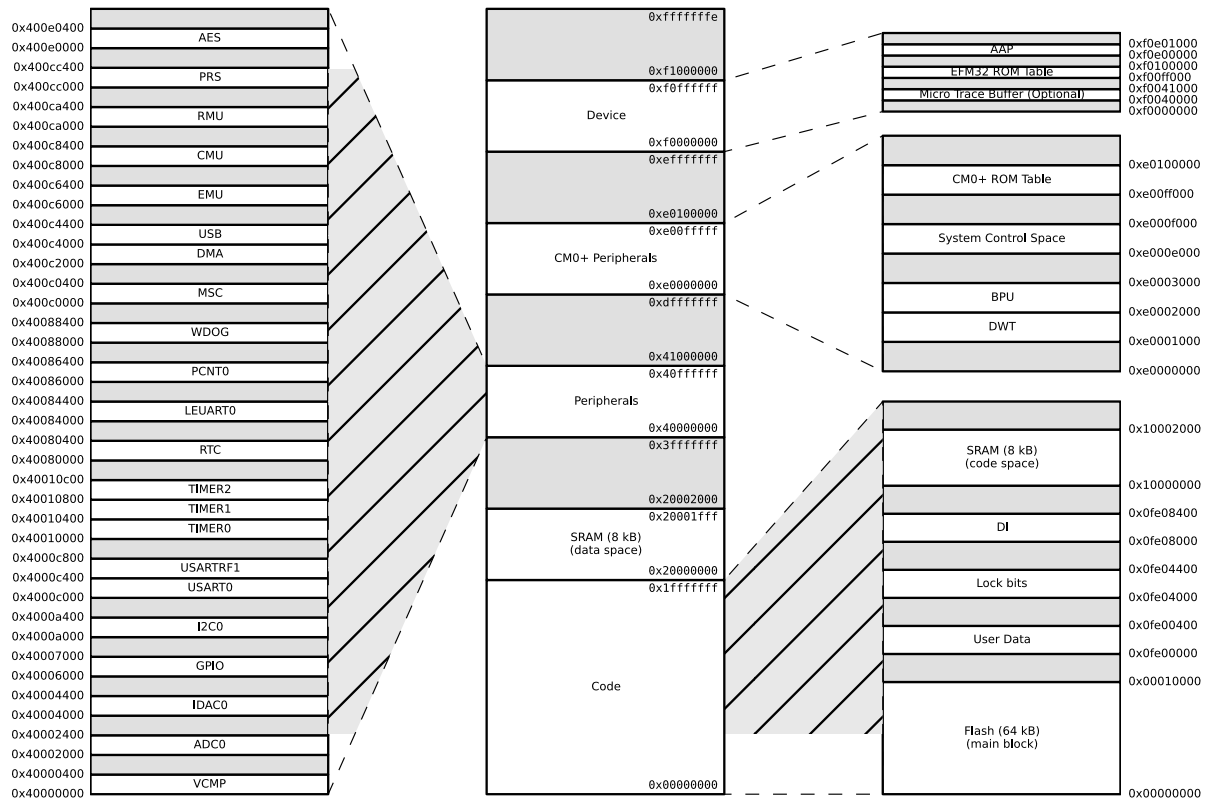 0x400e0400
AES
0x400e0000
0x400cc400
PRS
0x400cc000
0x400ca400
RMU
0x400ca000
0x400c8400
CMU
0x400c8000
0x400c6400
EMU
0x400c6000
0x400c4400
USB
0x400c4000
DMA
0x400c2000
0x400c0400
MSC
0x400c0000
0x40088400
WDOG
0x40088000
0x40086400
PCNT0
0x40086000
0x40084400
LEUART0
0x40084000
0x40080400
RTC
0x40080000
0x40010c00
TIMER2
0x40010800
TIMER1
0x40010400
TIMER0
0x40010000
0x4000c800
USARTRF1
0x4000c400
USART0
0x4000c000
0x4000a400
I2C0
0x4000a000
0x40007000
GPIO
0x40006000
0x40004400
IDAC0
0x40004000
0x40002400
ADC0
0x40002000
0x40000400
VCMP
0x40000000
0xfffffffe
0xf1000000
0xf0ffffff
Device
0xf0000000
0xefffffff
0xe0100000
0xe00fffff
CM0+ Peripherals
0xe0000000
0xdfffffff
0x41000000
0x40ffffff
Peripherals
0x40000000
0x3fffffff
0x20002000
0x20001fff
SRAM (8 kB)
(data space)
0x20000000
0x1fffffff
Code
0x00000000
0xf0e01000
AAP
0xf0e00000
0xf0100000
EFM32 ROM Table
0xf00ff000
0xf0041000
Micro Trace Buffer (Optional)
0xf0040000
0xf0000000
0xe0100000
CM0+ ROM Table
0xe00ff000
0xe000f000
System Control Space
0xe000e000
0xe0003000
BPU
0xe0002000
DWT
0xe0001000
0xe0000000
0x10002000
SRAM (8 kB)
(code space)
0x10000000
0x0fe08400
DI
0x0fe08000
0x0fe04400
Lock bits
0x0fe04000
0x0fe00400
User Data
0x0fe00000
0x00010000
Flash (64 kB)
(main block)
0x00000000